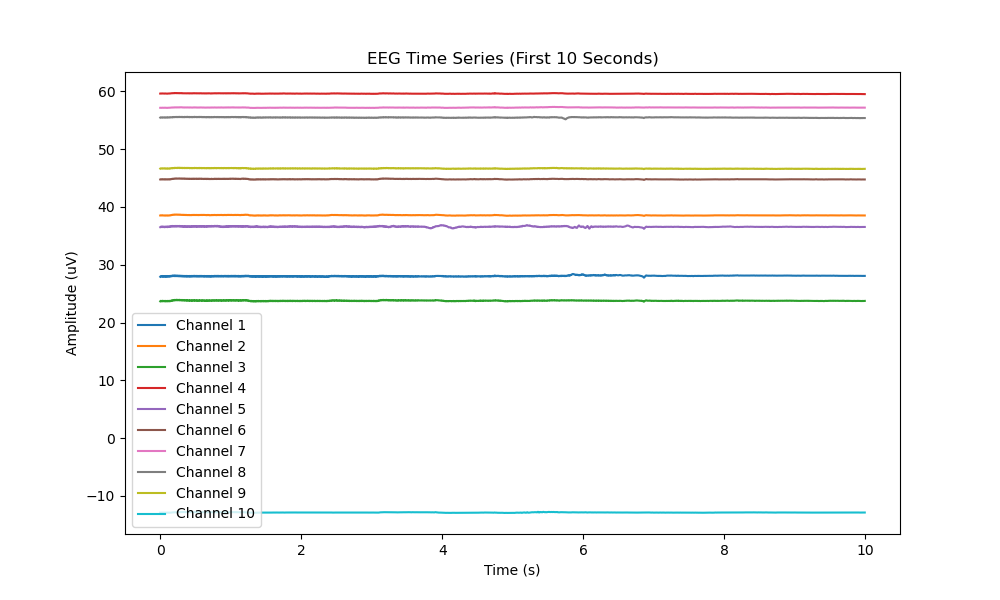 EEG Time Series (First 10 Seconds)
Amplitude (uV)
60
50
40
30
20
10
0
−10
Channel 1
Channel 2
Channel 3
Channel 4
Channel 5
Channel 6
Channel 7
Channel 8
Channel 9
Channel 10
0 2 4 6 8 10
Time (s)